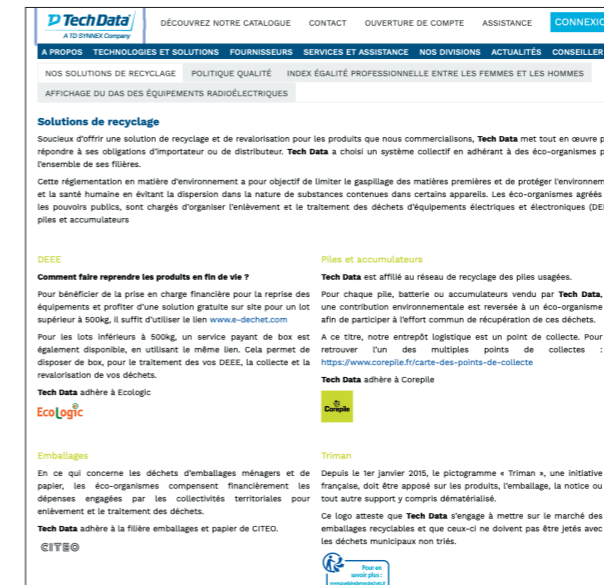 Tech Data
A TD SYNNEX Company
DÉCOUVREZ NOTRE CATALOGUE CONTACT OUVERTURE DE COMPTE ASSISTANCE CONNEXIO
A PROPOS TECHNOLOGIES ET SOLUTIONS FOURNISSEURS SERVICES ET ASSISTANCE NOS DIVISIONS ACTUALITÉS CONSEILLER
NOS SOLUTIONS DE RECYCLAGE POLITIQUE QUALITÉ INDEX ÉGALITÉ PROFESSIONNELLE ENTRE LES FEMMES ET LES HOMMES
AFFICHAGE DU DAS DES ÉQUIPEMENTS RADIOÉLECTRIQUES
Solutions de recyclage
Soucieux d'offrir une solution de recyclage et de revalorisation pour les produits que nous commercialisons, Tech Data met tout en œuvre p
répondre à ses obligations d'importateur ou de distributeur. Tech Data a choisi un système collectif en adhérant à des éco-organismes p
l'ensemble de ses filières.
Cette réglementation en matière d'environnement a pour objectif de limiter le gaspillage des matières premières et de protéger l'environnem
et la santé humaine en évitant la dispersion dans la nature de substances contenues dans certains appareils. Les éco-organismes agréés
les pouvoirs publics, sont chargés d'organiser l'enlèvement et le traitement des déchets d'équipements électriques et électroniques (DEE
piles et accumulateurs
DEEE
Comment faire reprendre les produits en fin de vie ?
Pour bénéficier de la prise en charge financière pour la reprise des
équipements et profiter d'une solution gratuite sur site pour un lot
supérieur à 500kg, il suffit d'utiliser le lien www.e-dechet.com
Pour les lots inférieurs à 500kg, un service payant de box est
également disponible, en utilisant le même lien. Cela permet de
disposer de box, pour le traitement des vos DEEE, la collecte et la
revalorisation de vos déchets.
Tech Data adhère à Ecologic
Ecologic
Piles et accumulateurs
Tech Data est affilié au réseau de recyclage des piles usagées.
Pour chaque pile, batterie ou accumulateurs vendu par Tech Data,
une contribution environnementale est reversée à un éco-organisme
afin de participer à l'effort commun de récupération de ces déchets.
A ce titre, notre entrepôt logistique est un point de collecte. Pour
retrouver l'un des multiples points de collectes :
https://www.corepile.fr/carte-des-points-de-collecte
Tech Data adhère à Corepile
Corepile
Emballages
En ce qui concerne les déchets d'emballages ménagers et de
papier, les éco-organismes compensent financièrement les
dépenses engagées par les collectivités territoriales pour
enlèvement et le traitement des déchets.
Tech Data adhère à la filière emballages et papier de CITEO.
CITEO
Triman
Depuis le 1er janvier 2015, le pictogramme « Triman », une initiative
française, doit être apposé sur les produits, l'emballage, la notice ou
tout autre support y compris dématérialisé.
Ce logo atteste que Tech Data s'engage à mettre sur le marché des
emballages recyclables et que ceux-ci ne doivent pas être jetés avec
les déchets municipaux non triés.
Pour en
savoir plus :